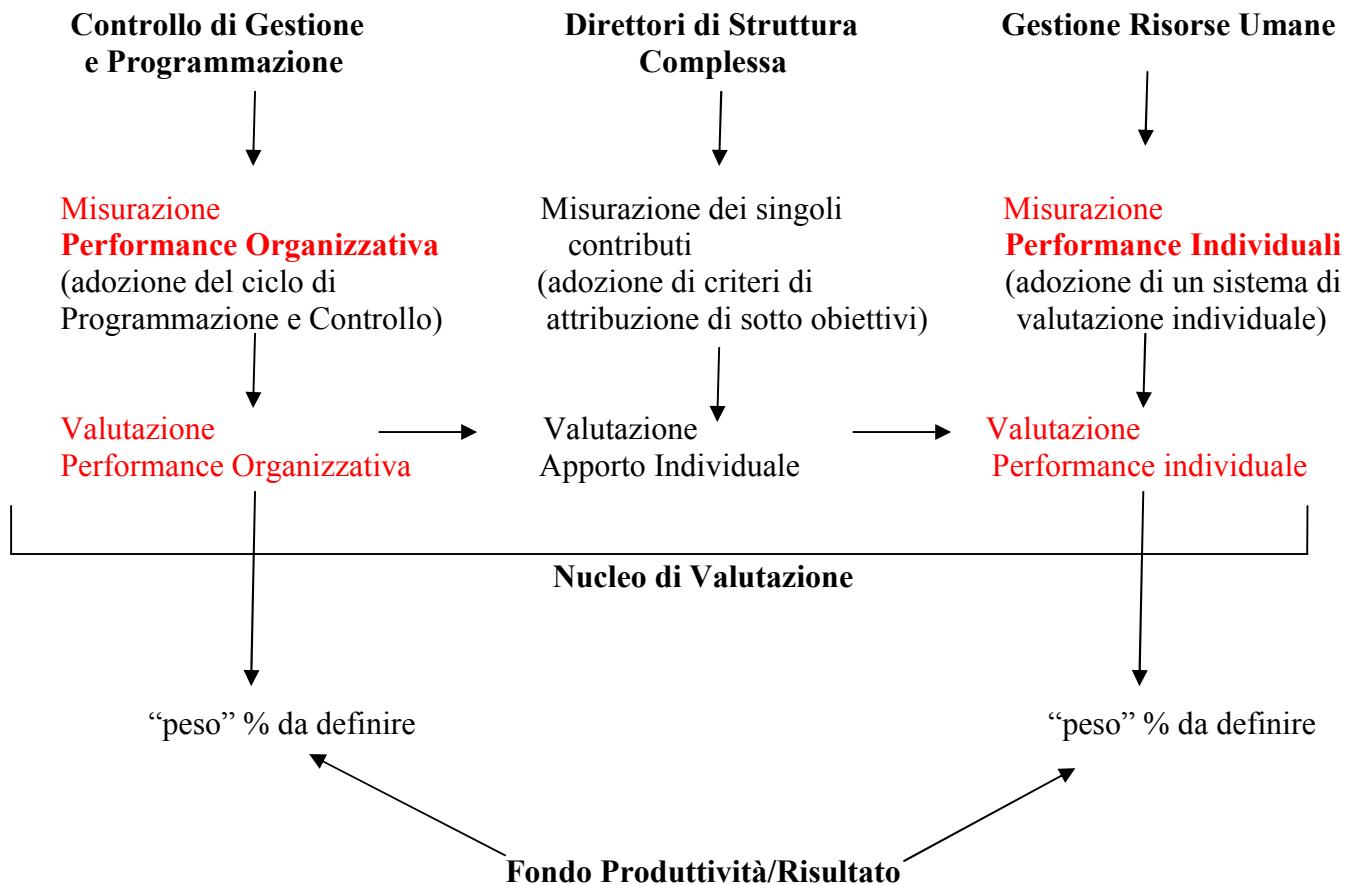 Controllo di Gestione
e Programmazione
Direttori di Struttura
Complessa
Gestione Risorse Umane
Misurazione
Performance Organizzativa
(adozione del ciclo di
Programmazione e Controllo)
Misurazione dei singoli
contributi
(adozione di criteri di
attribuzione di sotto obiettivi)
Misurazione
Performance Individuali
(adozione di un sistema di
valutazione individuale)
Valutazione
Performance Organizzativa
Valutazione
Apporto Individuale
Valutazione
Performance individuale
Nucleo di Valutazione
“peso” % da definire
“peso” % da definire
Fondo Produttività/Risultato